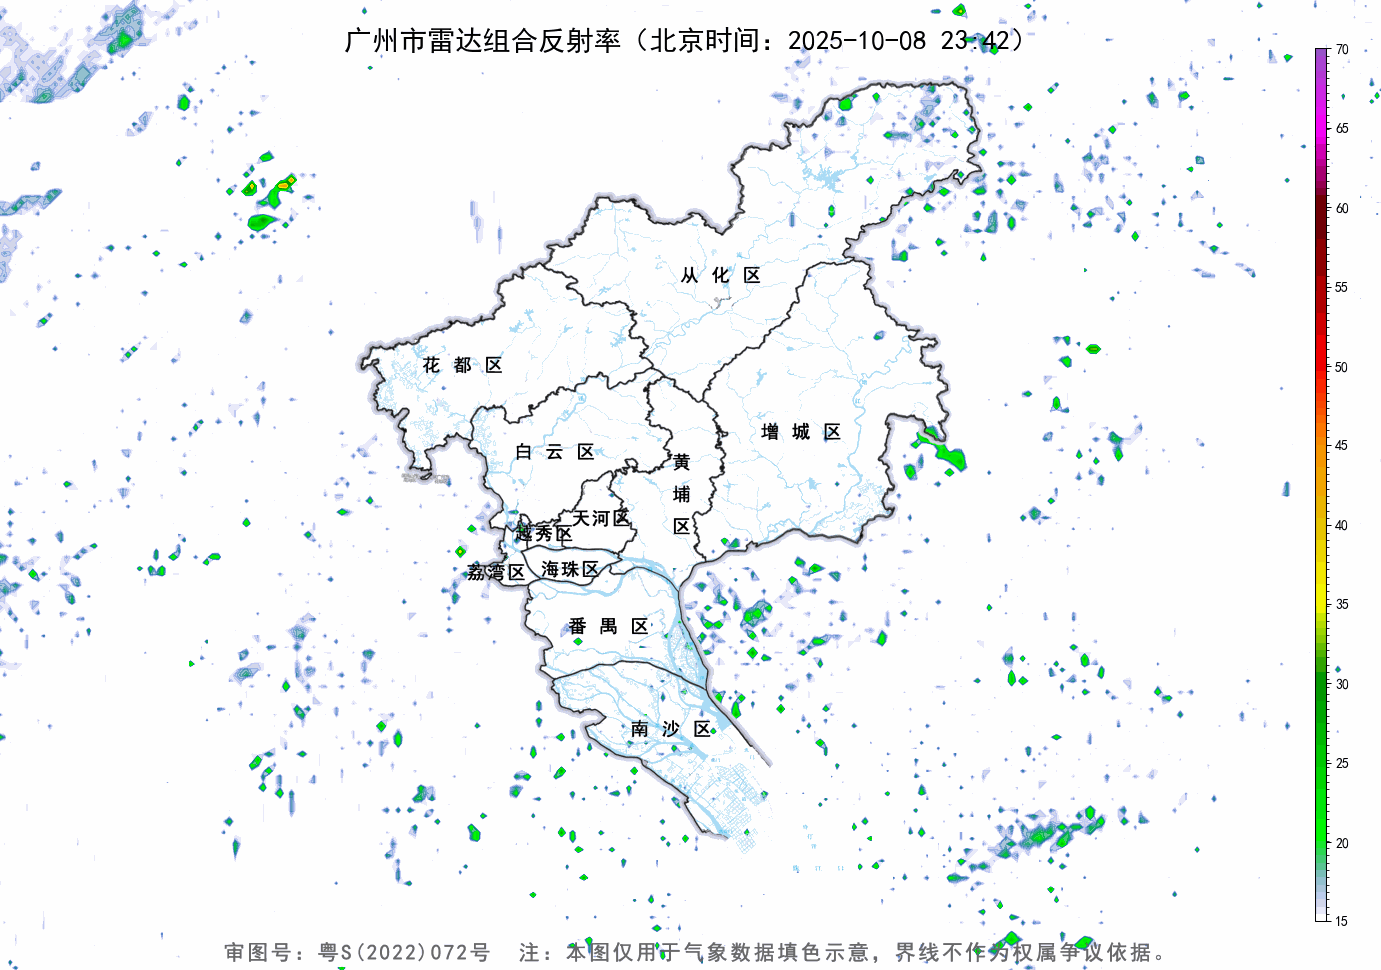 广州市雷达组合反射率（北京时间：2025-10-08 23:42）
70
65
60
55
50
45
40
35
30
25
20
15
从化区
花都区
增城区
白云区
黄埔区
天河区
越秀区
荔湾区
海珠区
番禺区
南沙区
审图号：粤S(2022)072号 注：本图仅用于气象数据填色示意，界线不作为权属争议依据。